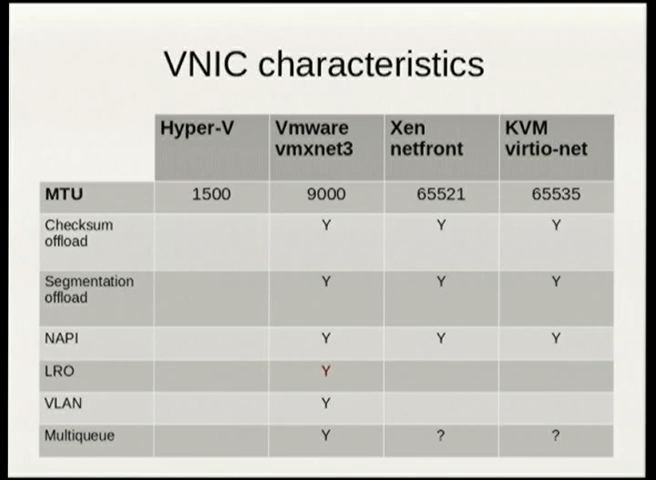 VNIC characteristics
Hyper-V Vmware vmxnet3 Xen netfront KVM virtio-net
MTU 1500 9000 65521 65535
Checksum offload Y Y Y
Segmentation offload Y Y Y
NAPI Y Y Y
LRO Y
VLAN Y
Multiqueue Y ? ?